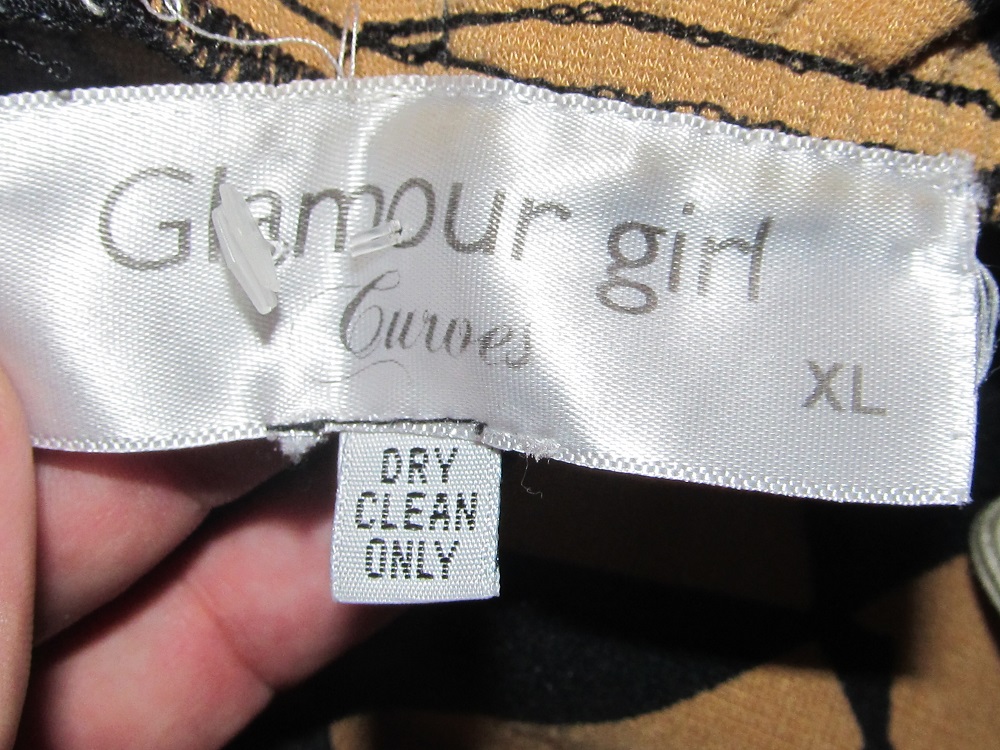 Glamour girl
Curves
XL
DRY
CLEAN
ONLY